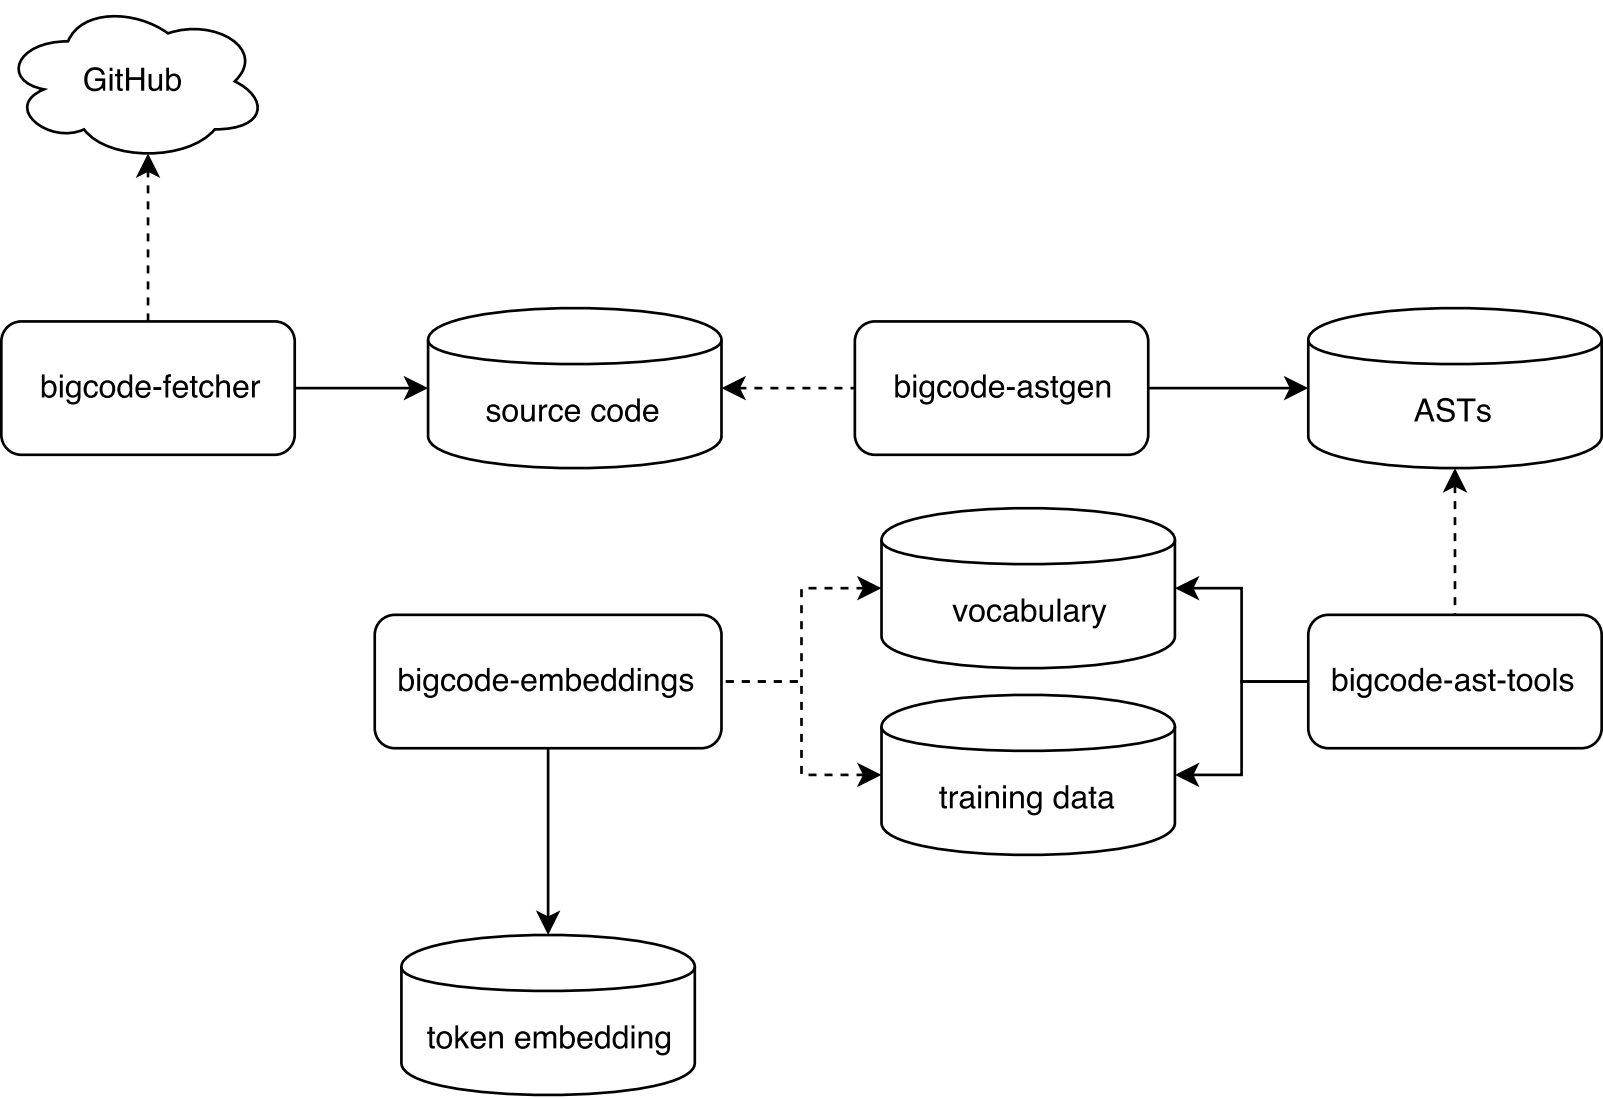 GitHub
bigcode-fetcher
source code
bigcode-astgen
ASTs
vocabulary
bigcode-embeddings
bigcode-ast-tools
training data
token embedding